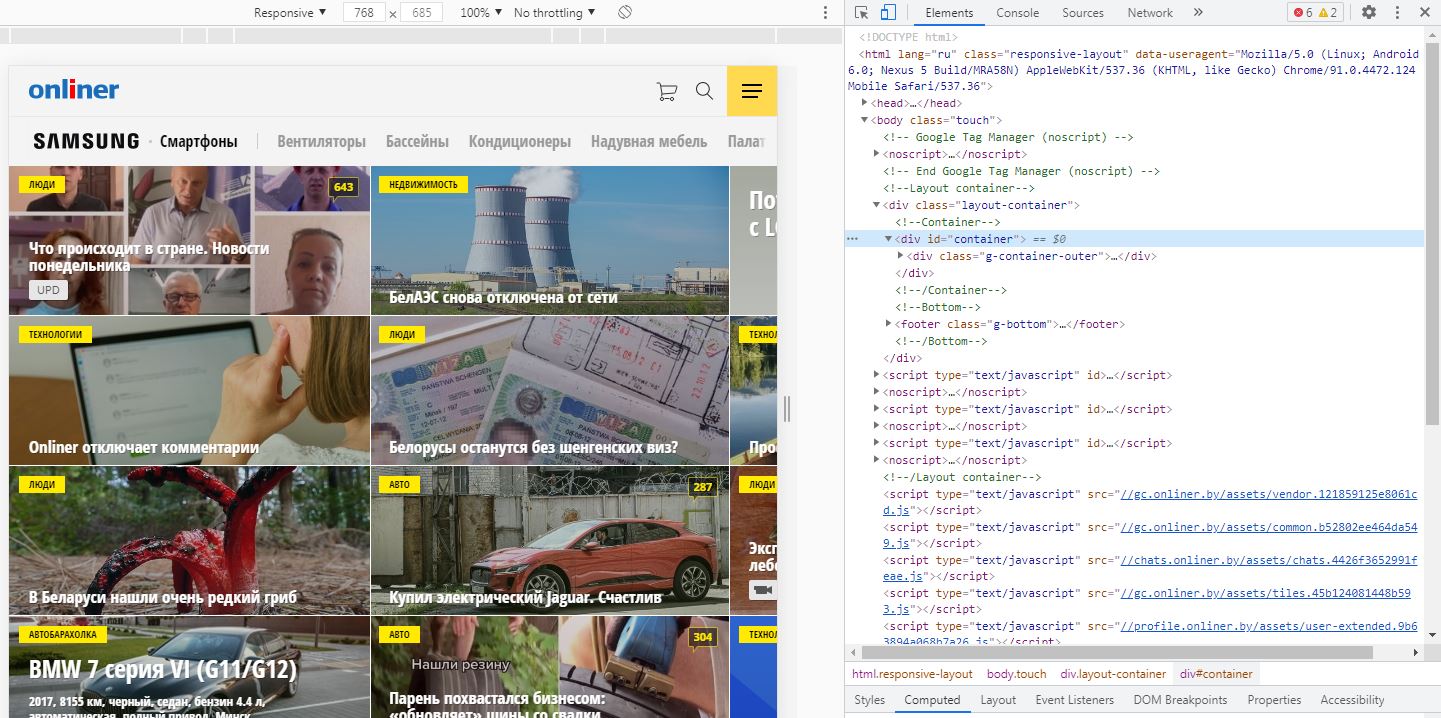 Responsive ▼ 768 × 685 100% ▼ No throttling ▼
Elements Console Sources Network » 6 2
onliner
SAMSUNG · Смартфоны Вентиляторы Бассейны Кондиционеры Надувная мебель Палат
ЛЮДИ
643
Что происходит в стране. Новости
понедельника
UPD
НЕДВИЖИМОСТЬ
БелАЭС снова отключена от сети
По
с L
ТЕХНОЛОГИИ
Onliner отключает комментарии
ЛЮДИ
PAŃSTWA SCHENGEN
Белорусы останутся без шенгенских виз?
ТЕХНОЛ
Про
ЛЮДИ
В Беларуси нашли очень редкий гриб
АВТО
287
Купил электрический Jaguar. Счастлив
ЛЮДИ
Эксп
лебе
АВТОБАРАХОЛКА
BMW 7 серия VI (G11/G12)
2017, 8155 км, черный, седан, бензин 4.4 л,
автоматическая, полный привод, Минск
АВТО
304
Нашли резину
Парень похвастался бизнесом:
«обновляет» шины со свалки
ТЕХНОЛ
<!DOCTYPE html>
<html lang="ru" class="responsive-layout" data-useragent="Mozilla/5.0 (Linux; Android
6.0; Nexus 5 Build/MRA58N) AppleWebKit/537.36 (KHTML, like Gecko) Chrome/91.0.4472.124
Mobile Safari/537.36">
<head>…</head>
<body class="touch">
<!-- Google Tag Manager (noscript) -->
<noscript>…</noscript>
<!-- End Google Tag Manager (noscript) -->
<!--Layout container-->
<div class="layout-container">
<!--Container-->
<div id="container"> == $0
<div class="g-container-outer">…</div>
</div>
<!--/Container-->
<!--Bottom-->
<footer class="g-bottom">…</footer>
<!--/Bottom-->
</div>
<script type="text/javascript" id>…</script>
<noscript>…</noscript>
<script type="text/javascript" id>…</script>
<noscript>…</noscript>
<script type="text/javascript" id>…</script>
<noscript>…</noscript>
<!--/Layout container-->
<script type="text/javascript" src="//gc.onliner.by/assets/vendor.121859125e8061c
d.js"></script>
<script type="text/javascript" src="//gc.onliner.by/assets/common.b52802ee464da54
9.js"></script>
<script type="text/javascript" src="//chats.onliner.by/assets/chats.4426f3652991f
eae.js"></script>
<script type="text/javascript" src="//gc.onliner.by/assets/tiles.45b124081448b59
3.js"></script>
<script type="text/javascript" src="//profile.onliner.by/assets/user-extended.9b6
3894a068b7a26.js"></script>
html.responsive-layout body.touch div.layout-container div#container
Styles Computed Layout Event Listeners DOM Breakpoints Properties Accessibility